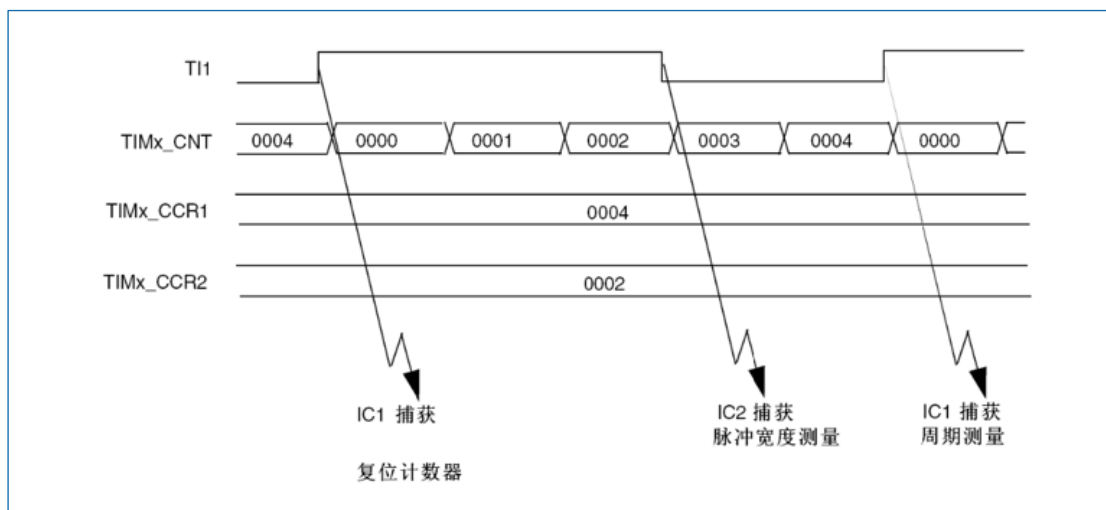 TI1
TIMx_CNT 0004 0000 0001 0002 0003 0004 0000
TIMx_CCR1 0004
TIMx_CCR2 0002
IC1 捕获
复位计数器
IC2 捕获
脉冲宽度测量
IC1 捕获
周期测量